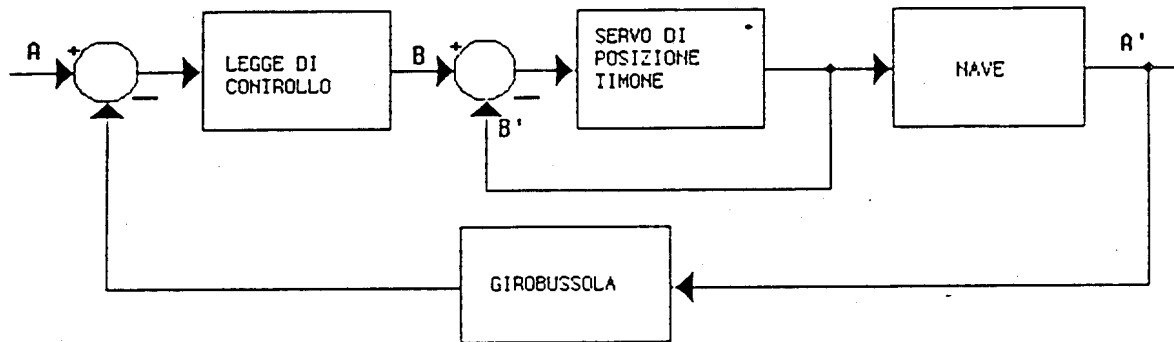 A
+
LEGGE DI
CONTROLLO
B
+
B'
SERVO DI
POSIZIONE
TIMONE
NAVE
A'
GIROBUSSOLA